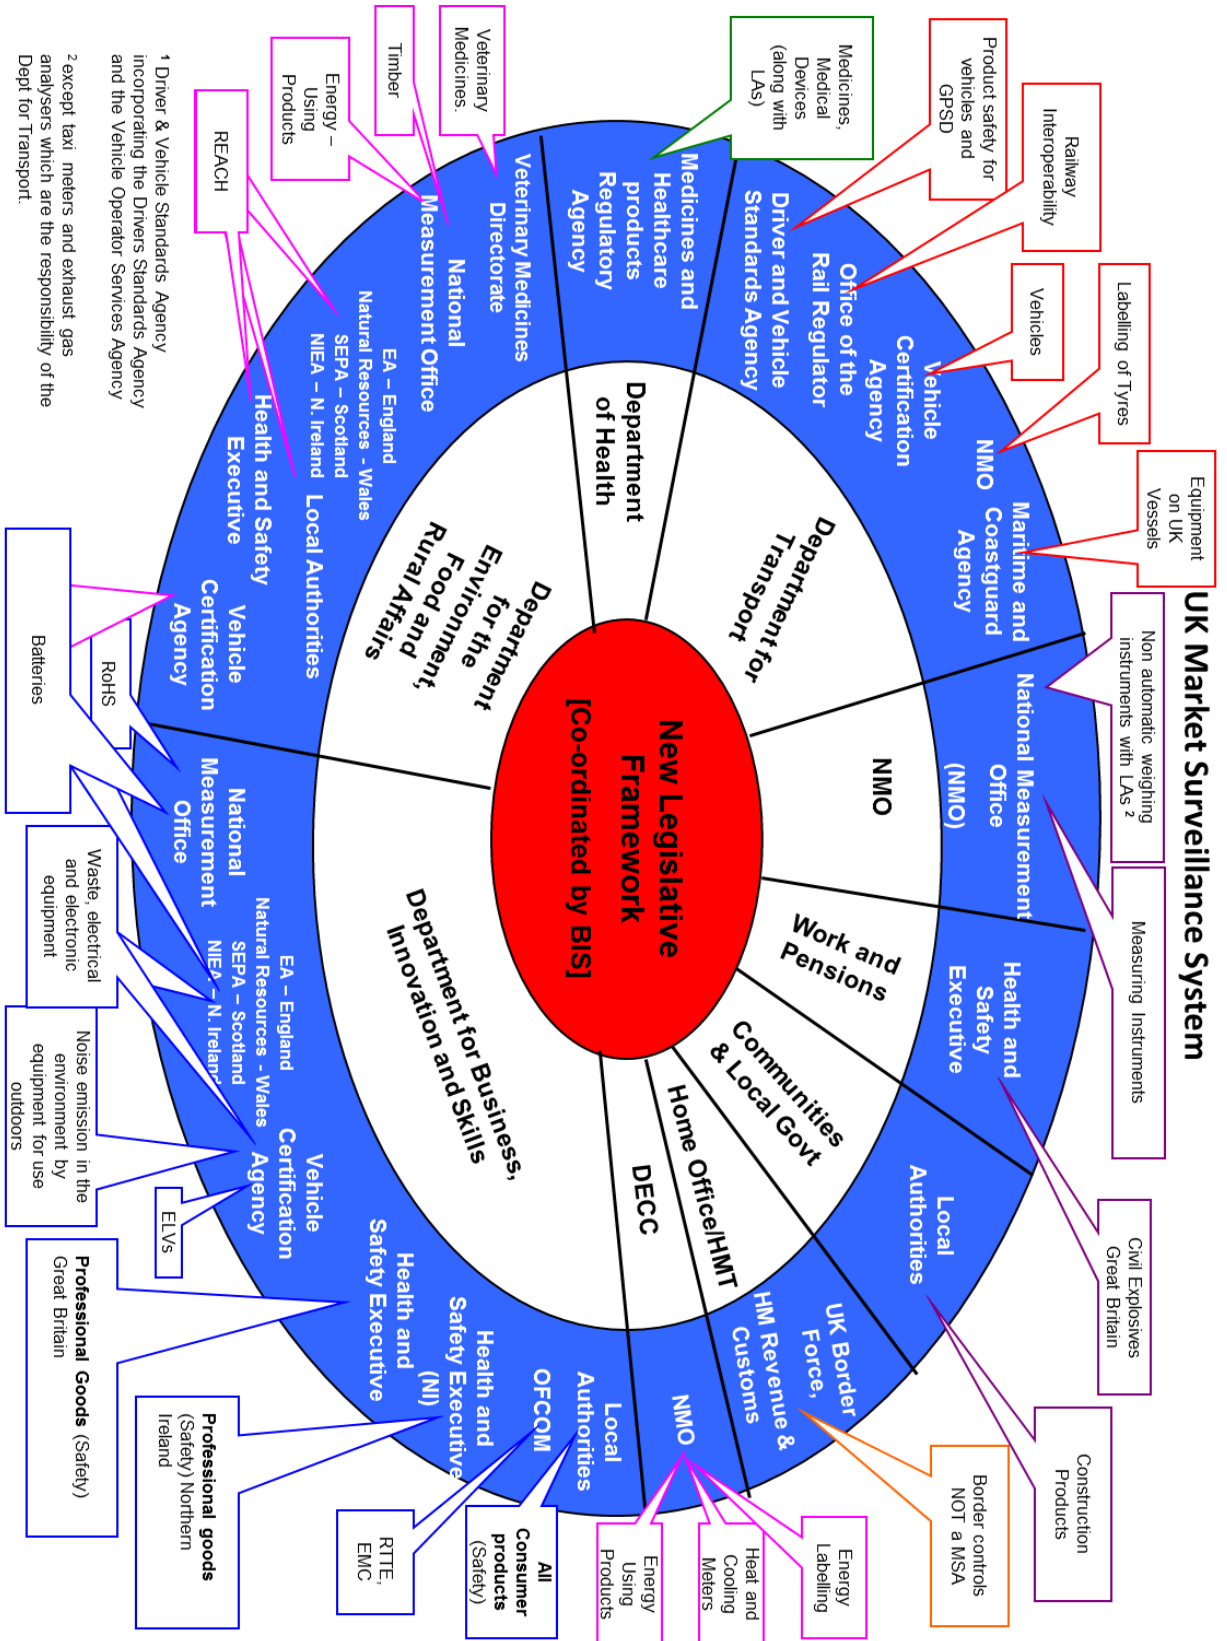 UK Market Surveillance System
Product safety for
vehicles and
GPSD
Railway
Interoperability
Vehicles
Labelling of Tyres
Equipment
on UK
Vessels
Non automatic weighing
instruments with LAs ²
Measuring Instruments
Civil Explosives
Great Britain
Construction
Products
Border controls
NOT a MSA
Energy
Labelling
Heat and
Cooling
Meters
Energy
Using
Products
All
Consumer
products
(Safety)
RTTE,
EMC
Professional goods
(Safety) Northern
Ireland
Professional Goods (Safety)
Great Britain
ELVs
Noise emission in the
environment by
equipment for use
outdoors
Waste, electrical
and electronic
equipment
Batteries
RoHS
REACH
Energy –
Using
Products
Timber
Veterinary
Medicines.
Medicines,
Medical
Devices
(along with
LAs)
Medicines and
Healthcare
products
Regulatory
Agency
Driver and Vehicle
Standards Agency
Office of the
Rail Regulator
Vehicle
Certification
Agency
NMO
Maritime and
Coastguard
Agency
National Measurement
Office
(NMO)
Health and
Safety
Executive
Local
Authorities
UK Border
Force,
HM Revenue &
Customs
NMO
Local
Authorities
OFCOM
Health and
Safety Executive
(NI)
Health and
Safety Executive
Vehicle
Certification
Agency
EA – England
Natural Resources - Wales
SEPA – Scotland
NIEA – N. Ireland
National
Measurement
Office
Vehicle
Certification
Agency
Local Authorities
Health and Safety
Executive
EA – England
Natural Resources - Wales
SEPA – Scotland
NIEA – N. Ireland
National
Measurement Office
Veterinary Medicines
Directorate
Department
of Health
Department for
Transport
NMO
Work and
Pensions
Communities
& Local Govt
Home Office/HMT
DECC
Department for Business,
Innovation and Skills
Department
for the
Environment,
Food and
Rural Affairs
New Legislative
Framework
[Co-ordinated by BIS]
¹ Driver & Vehicle Standards Agency
incorporating the Drivers Standards Agency
and the Vehicle Operator Services Agency
² except taxi meters and exhaust gas
analysers which are the responsibility of the
Dept for Transport.